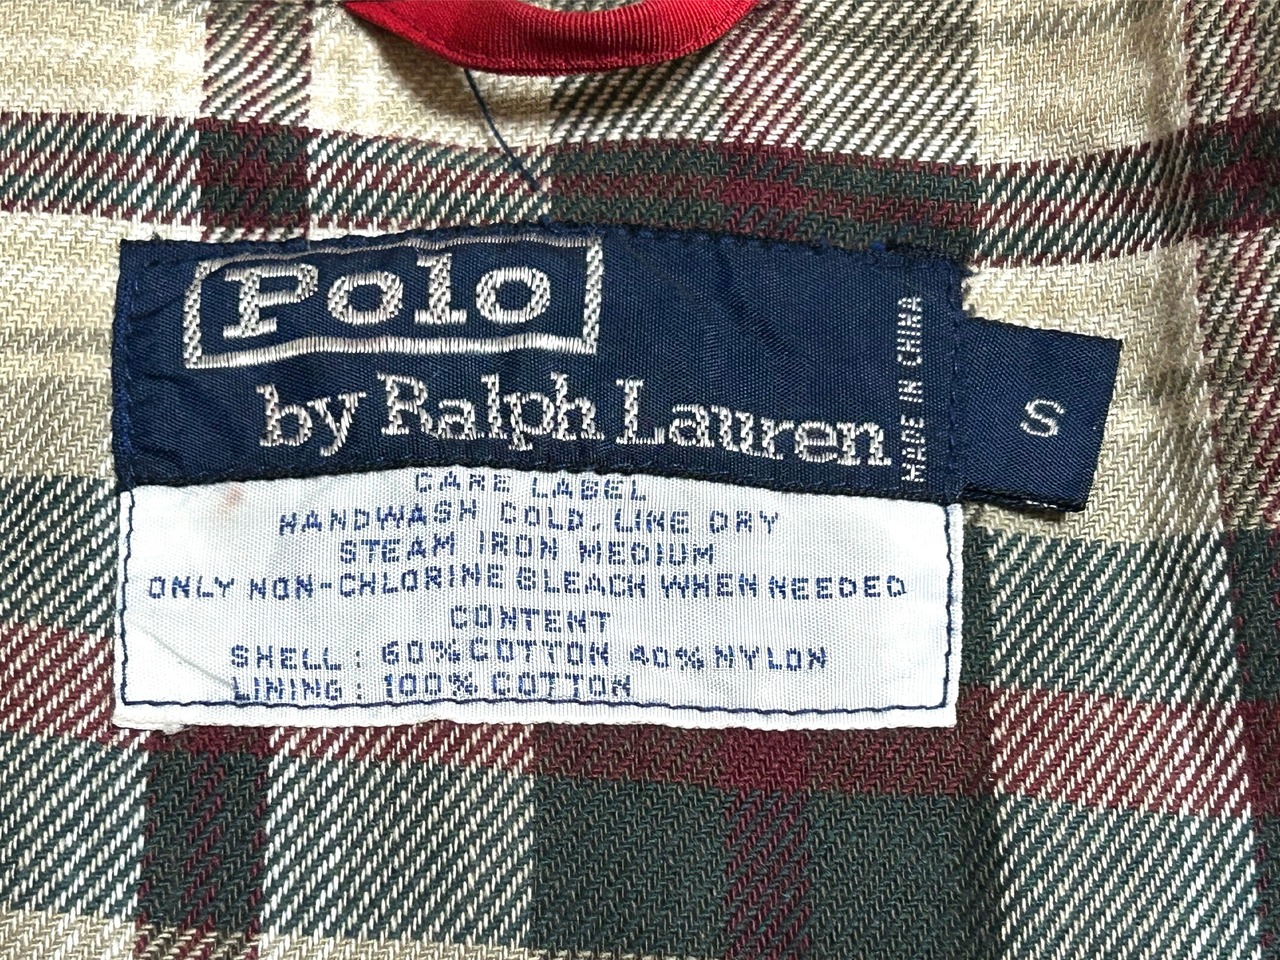 Polo
by Ralph Lauren
MADE IN CHINA
S
CARE LABEL
HANDWASH COLD, LINE DRY
STEAM IRON MEDIUM
ONLY NON-CHLORINE BLEACH WHEN NEEDED
CONTENT
SHELL : 60% COTTON 40% NYLON
LINING : 100% COTTON